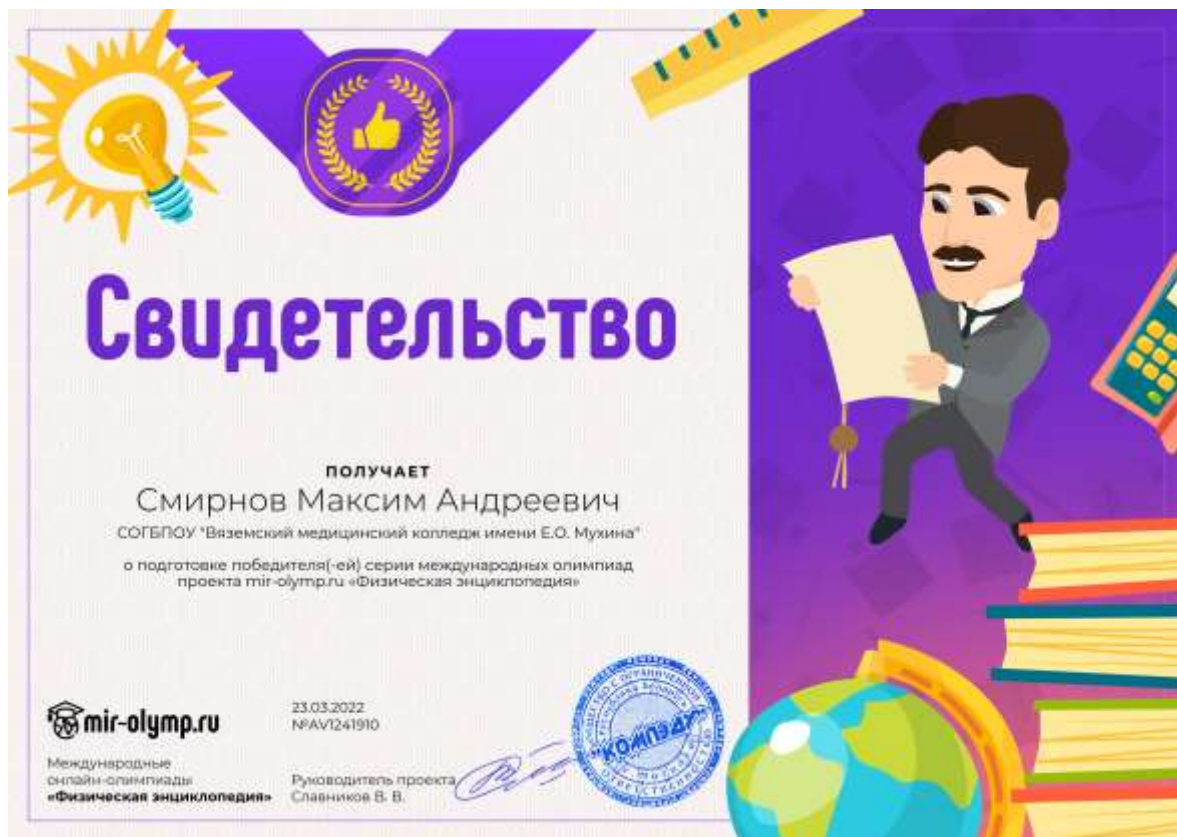 Свидетельство
ПОЛУЧАЕТ
Смирнов Максим Андреевич
СОГБПОУ "Вяземский медицинский колледж имени Е.О. Мухина"
о подготовке победителя(-ей) серии международных олимпиад
проекта mir-olymp.ru «Физическая энциклопедия»
mir-olymp.ru
23.03.2022
№AV1241910
Международные
онлайн-олимпиады
«Физическая энциклопедия»
Руководитель проекта
Славников В. В.
"КОМПЭДУ"